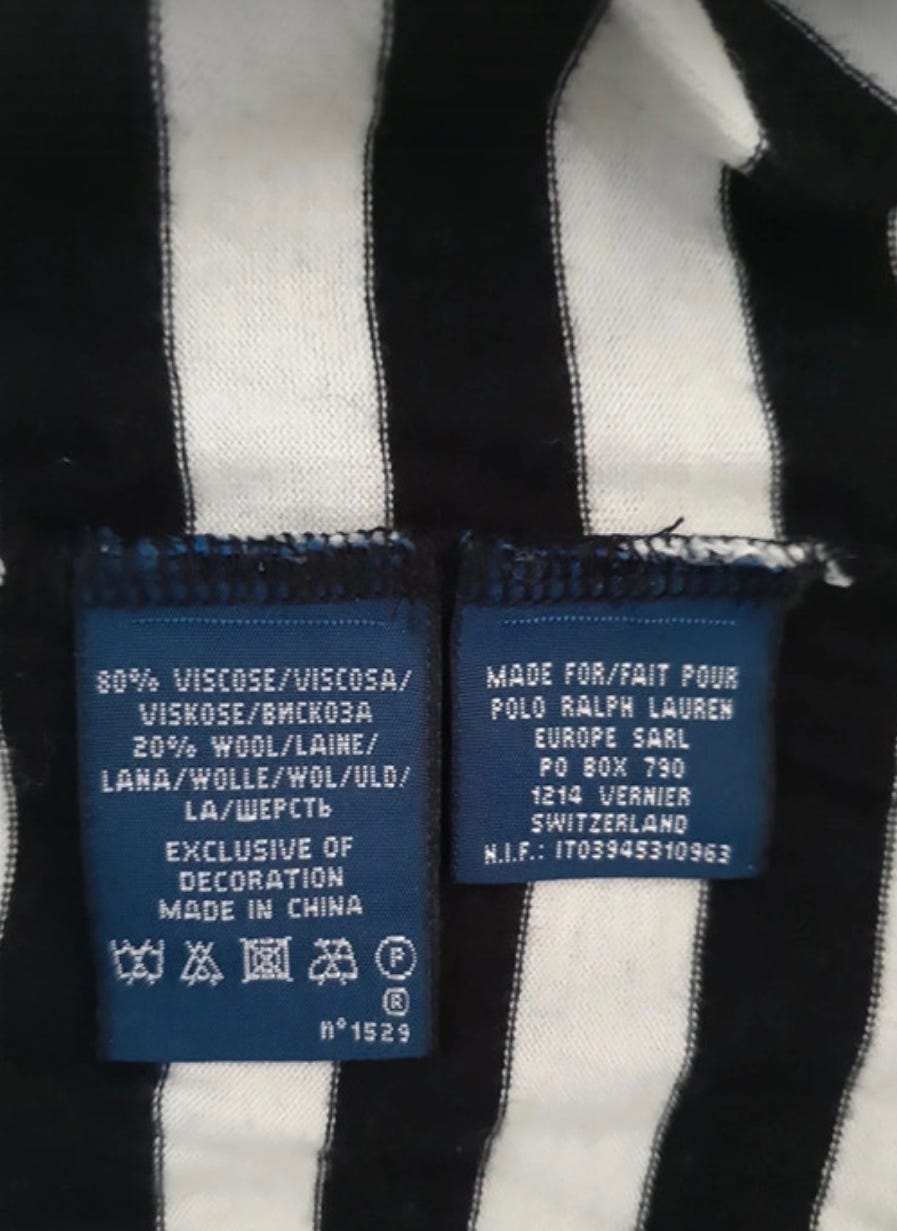 80% VISCOSE/VISCOSA/
VISKOSE/ВИСКОЗА
20% WOOL/LAINE/
LANA/WOLLE/WOL/ULD/
LÃ/ШЕРСТЬ
EXCLUSIVE OF
DECORATION
MADE IN CHINA
P
®
n°1529
MADE FOR/FAIT POUR
POLO RALPH LAUREN
EUROPE SARL
PO BOX 790
1214 VERNIER
SWITZERLAND
N.I.F.: IT03945310963